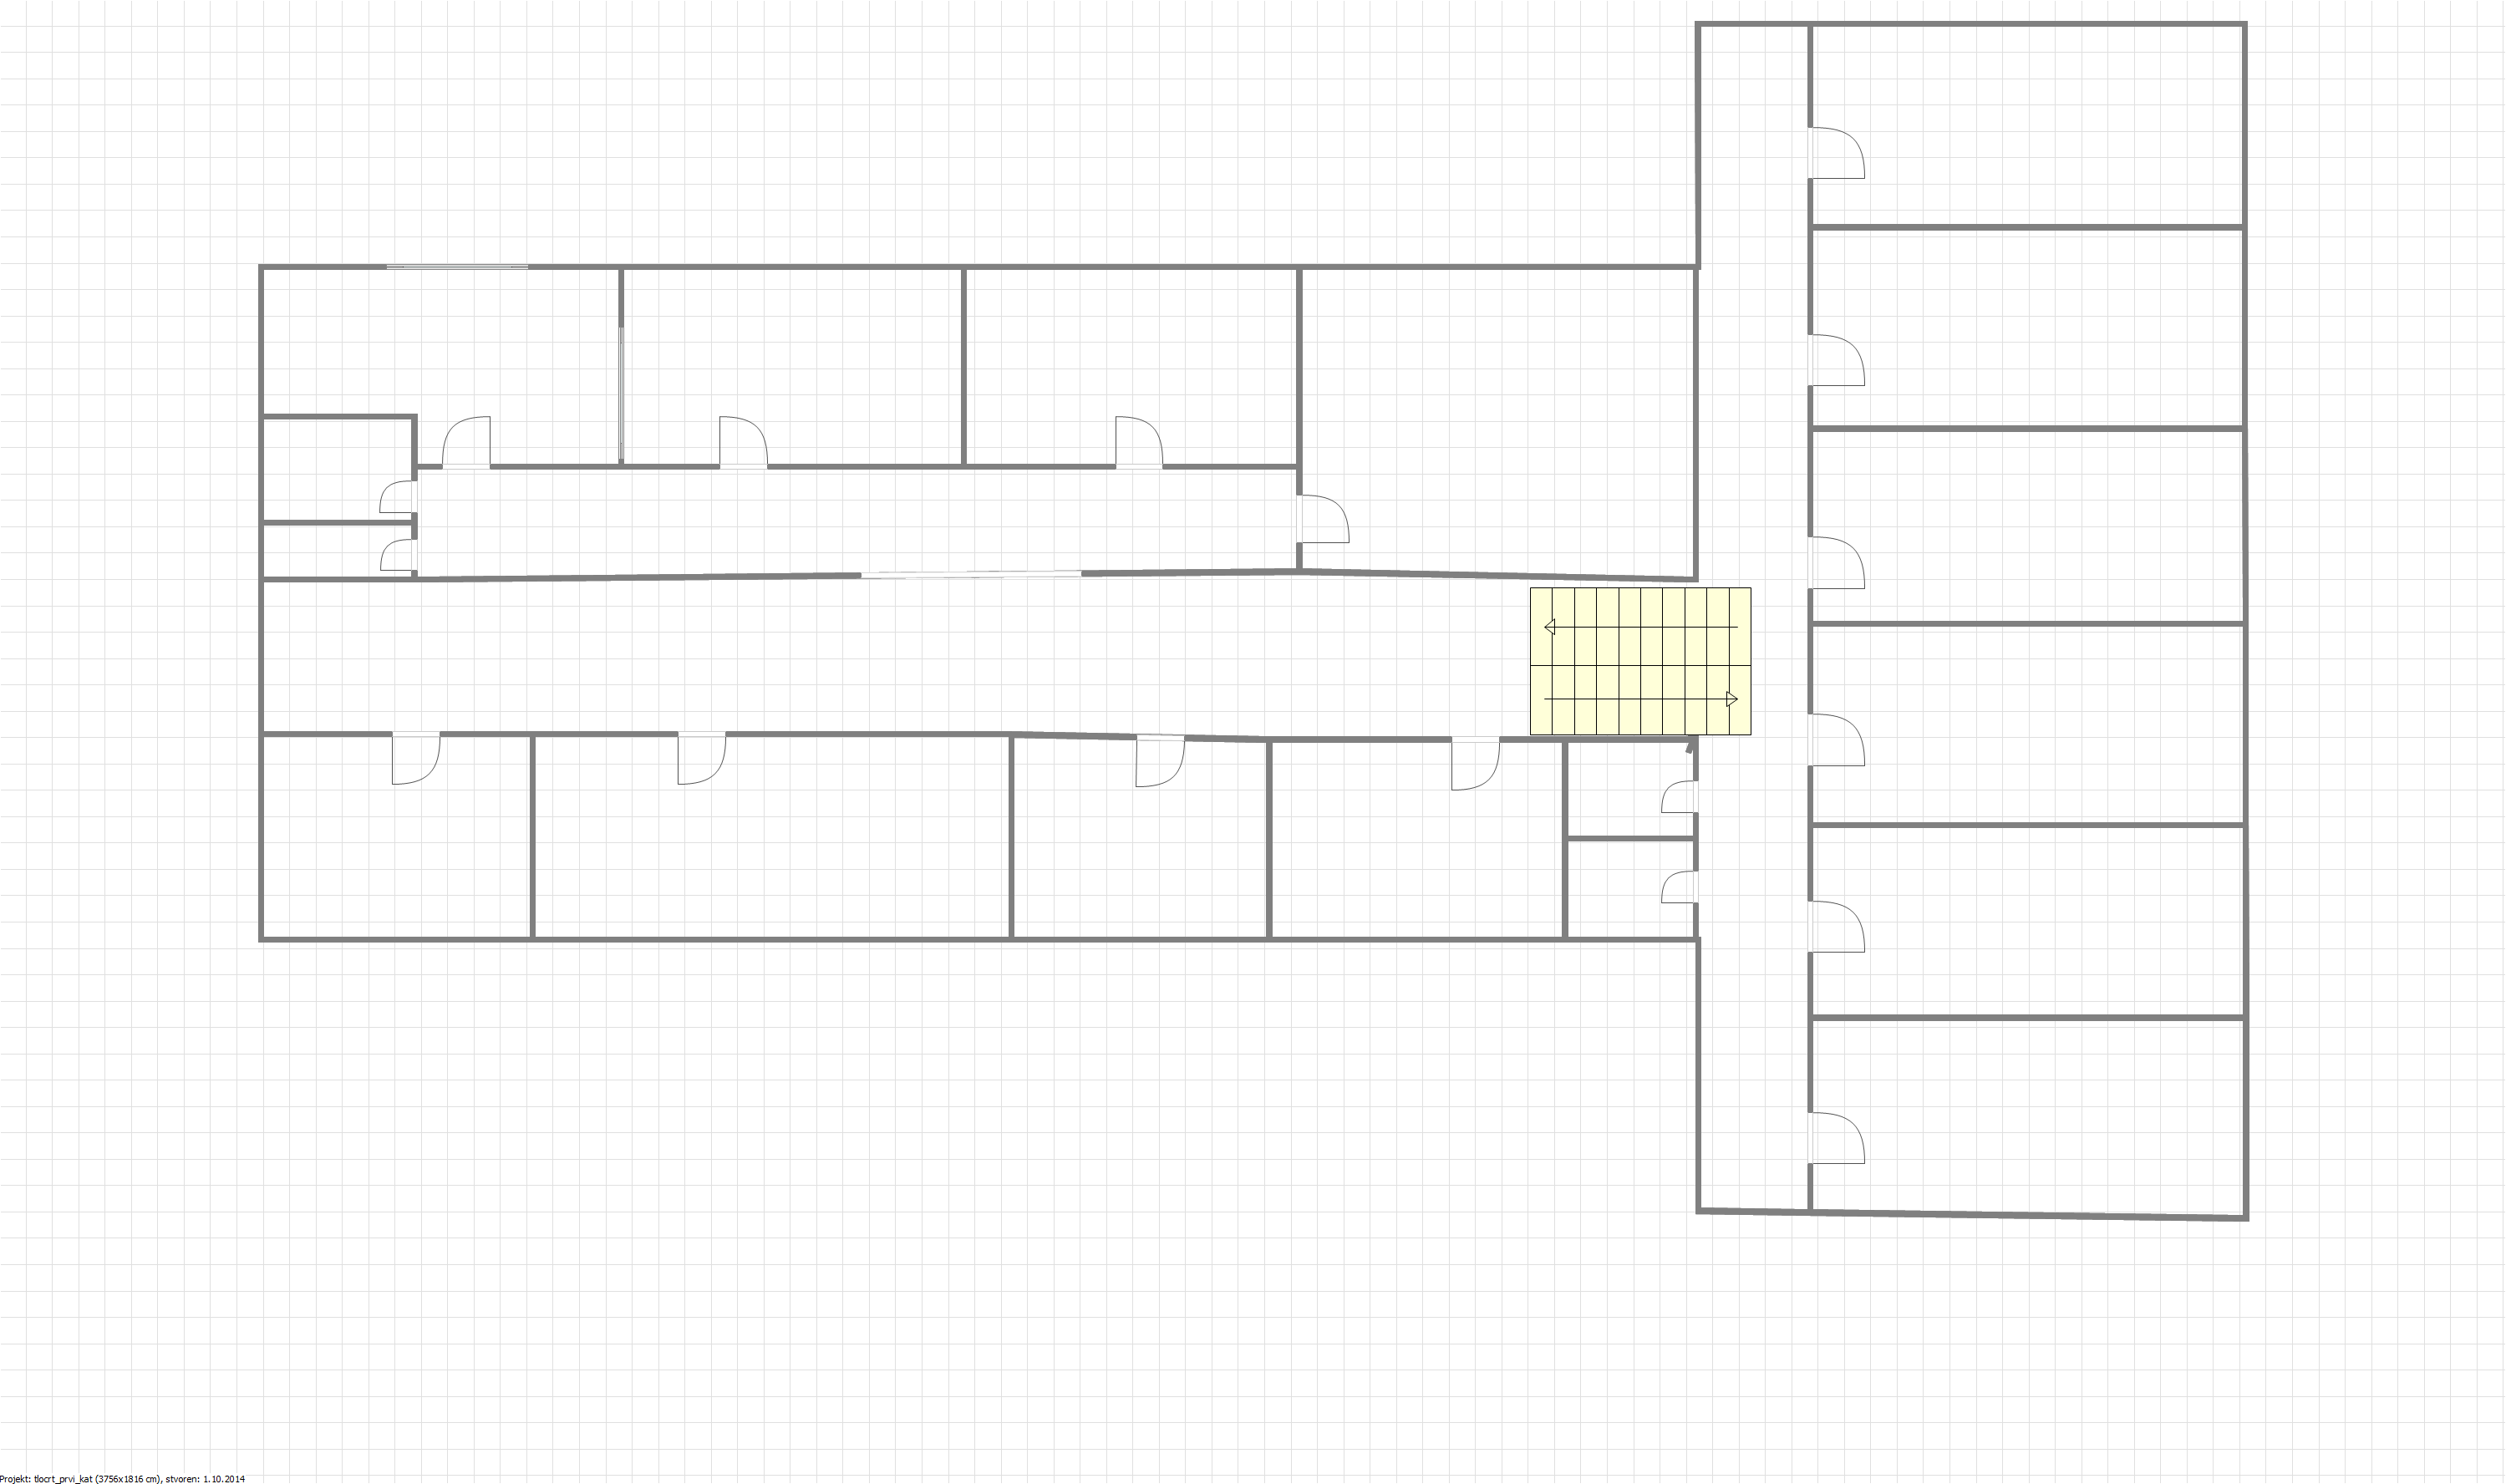 Projekt: tlocrt_prvi_kat (3756x1816 cm), stvoren: 1.10.2014